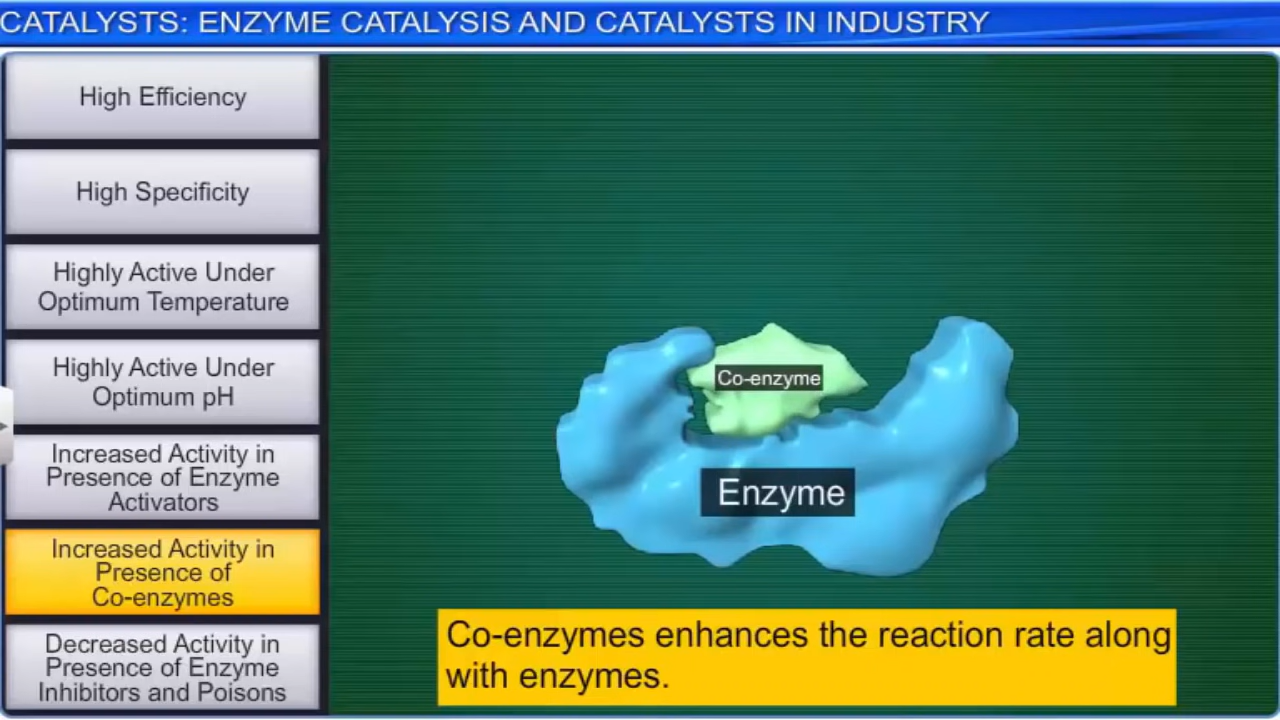 CATALYSTS: ENZYME CATALYSIS AND CATALYSTS IN INDUSTRY
High Efficiency
High Specificity
Highly Active Under
Optimum Temperature
Highly Active Under
Optimum pH
Increased Activity in
Presence of Enzyme
Activators
Increased Activity in
Presence of
Co-enzymes
Decreased Activity in
Presence of Enzyme
Inhibitors and Poisons
Co-enzyme
Enzyme
Co-enzymes enhances the reaction rate along
with enzymes.